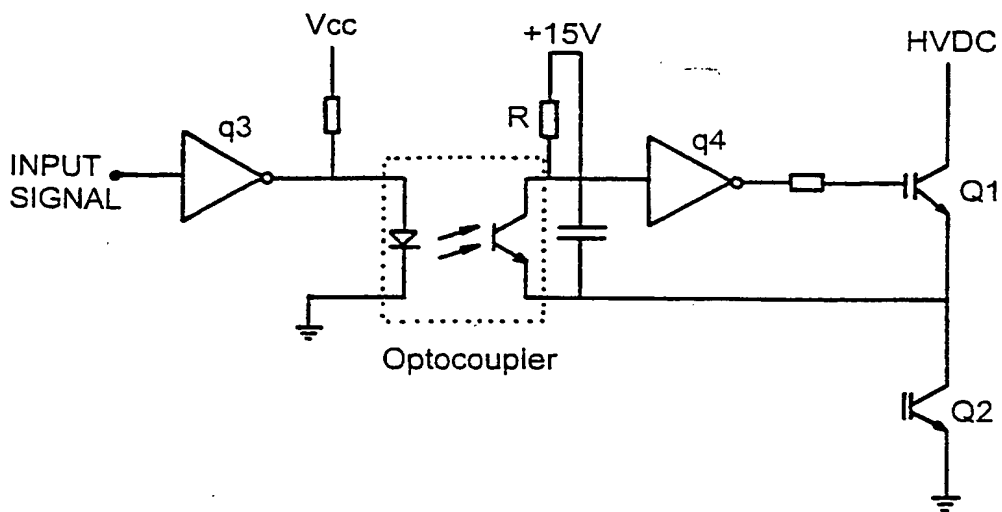 Vcc
+15V
HVDC
q3
R
q4
INPUT
SIGNAL
Q1
Optocoupler
Q2